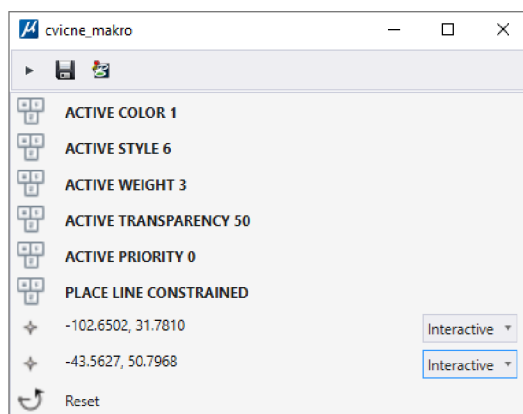 cvicne_makro
ACTIVE COLOR 1
ACTIVE STYLE 6
ACTIVE WEIGHT 3
ACTIVE TRANSPARENCY 50
ACTIVE PRIORITY 0
PLACE LINE CONSTRAINED
-102.6502, 31.7810 Interactive
-43.5627, 50.7968 Interactive
Reset